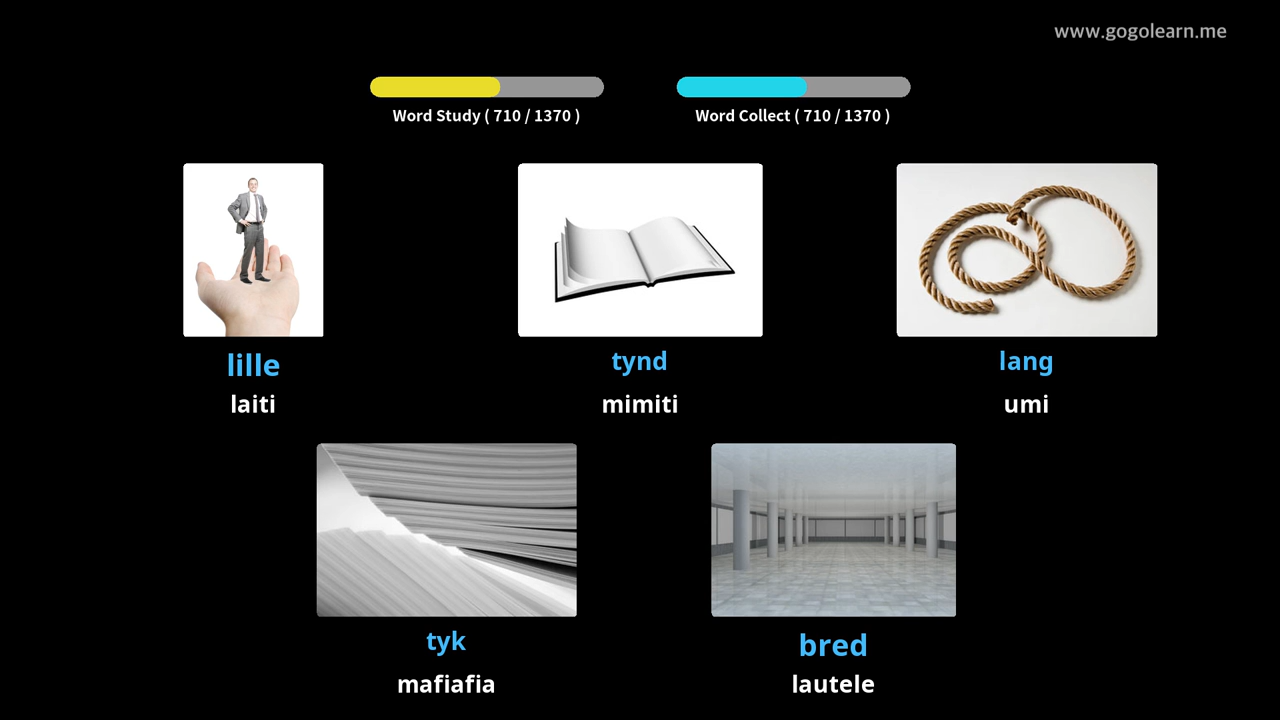 www.gogolearn.me
Word Study ( 710 / 1370 )
Word Collect ( 710 / 1370 )
lille
laiti
tynd
mimiti
lang
umi
tyk
mafiafia
bred
lautele